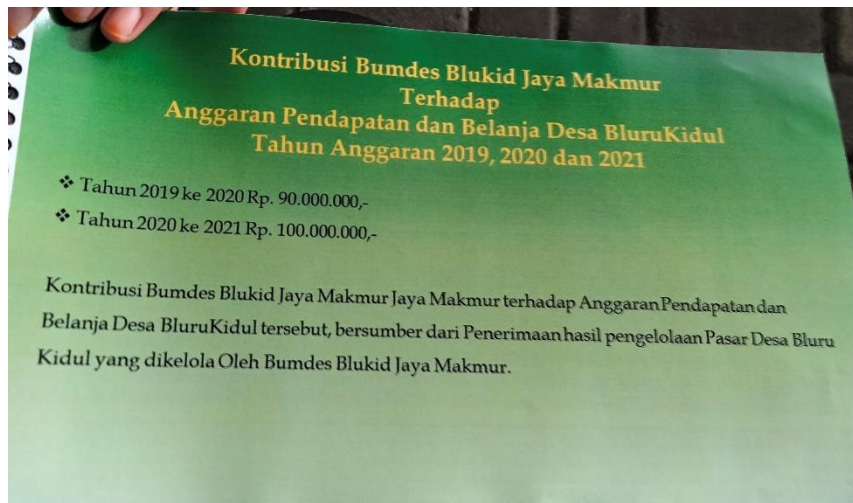 Kontribusi Bumdes Blukid Jaya Makmur
Terhadap
Anggaran Pendapatan dan Belanja Desa BluruKidul
Tahun Anggaran 2019, 2020 dan 2021
❖ Tahun 2019 ke 2020 Rp. 90.000.000,-
❖ Tahun 2020 ke 2021 Rp. 100.000.000,-
Kontribusi Bumdes Blukid Jaya Makmur Jaya Makmur terhadap Anggaran Pendapatan dan
Belanja Desa BluruKidul tersebut, bersumber dari Penerimaan hasil pengelolaan Pasar Desa Bluru
Kidul yang dikelola Oleh Bumdes Blukid Jaya Makmur.